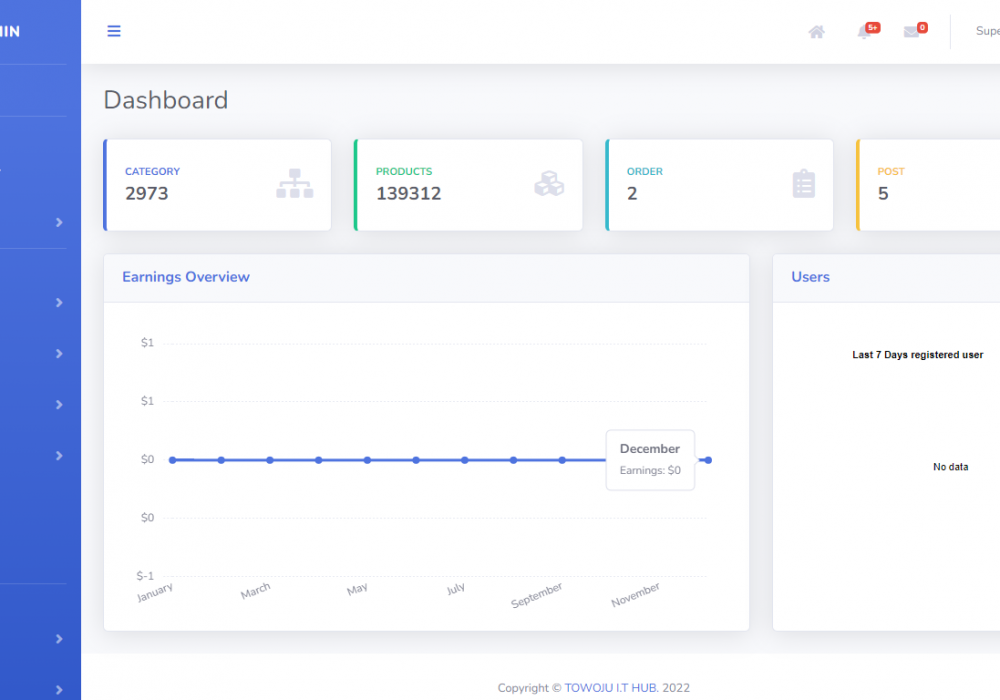 5+
0
Dashboard
CATEGORY
2973
PRODUCTS
139312
ORDER
2
POST
5
Earnings Overview
$1
$1
$0
$0
$-1
January
March
May
July
September
November
December
Earnings: $0
Users
Last 7 Days registered user
No data
Copyright © TOWOJU I.T HUB. 2022